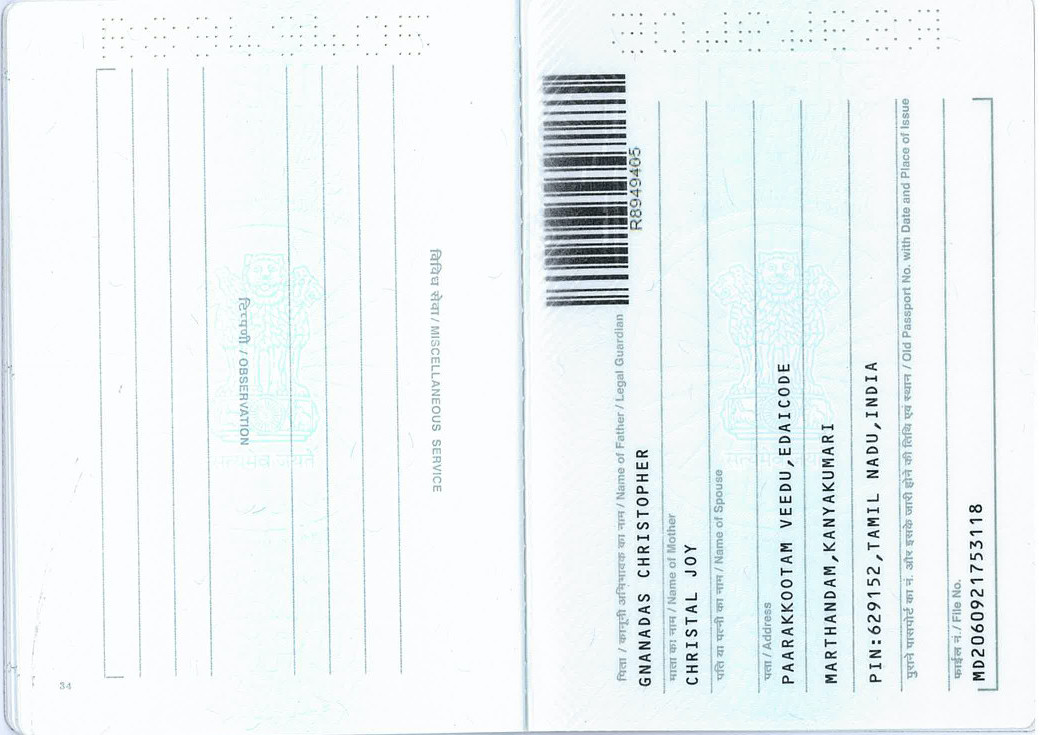 टिप्पणी / OBSERVATION
विविध सेवा / MISCELLANEOUS SERVICE
34
R8949405
पिता / कानूनी अभिभावक का नाम / Name of Father / Legal Guardian
GNANADAS CHRISTOPHER
माता का नाम / Name of Mother
CHRISTAL JOY
पति या पत्नी का नाम / Name of Spouse
पता / Address
PAARAKKOOTAM VEEDU,EDAICODE
MARTHANDAM,KANYAKUMARI
PIN:629152,TAMIL NADU,INDIA
पुराने पासपोर्ट का नं. और इसके जारी होने की तिथि एवं स्थान / Old Passport No. with Date and Place of Issue
फाईल नं. / File No.
MD2060921753118
सत्यमेव जयते
सत्यमेव जयते